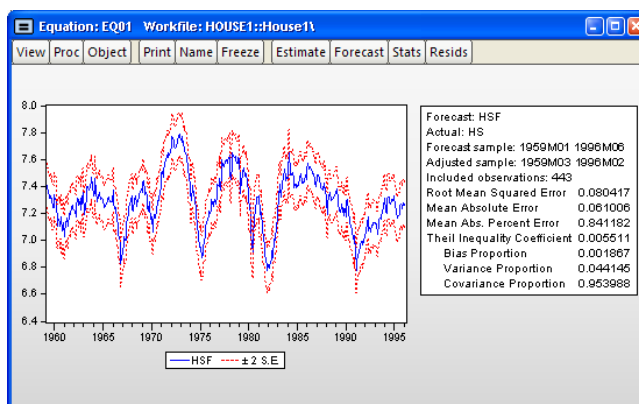 Equation: EQ01 Workfile: HOUSE1::House1\
View Proc Object Print Name Freeze Estimate Forecast Stats Resids
8.0
7.8
7.6
7.4
7.2
7.0
6.8
6.6
6.4
1960 1965 1970 1975 1980 1985 1990 1995
HSF ± 2 S.E.
Forecast: HSF
Actual: HS
Forecast sample: 1959M01 1996M06
Adjusted sample: 1959M03 1996M02
Included observations: 443
Root Mean Squared Error 0.080417
Mean Absolute Error 0.061006
Mean Abs. Percent Error 0.841182
Theil Inequality Coefficient 0.005511
Bias Proportion 0.001867
Variance Proportion 0.044145
Covariance Proportion 0.953988